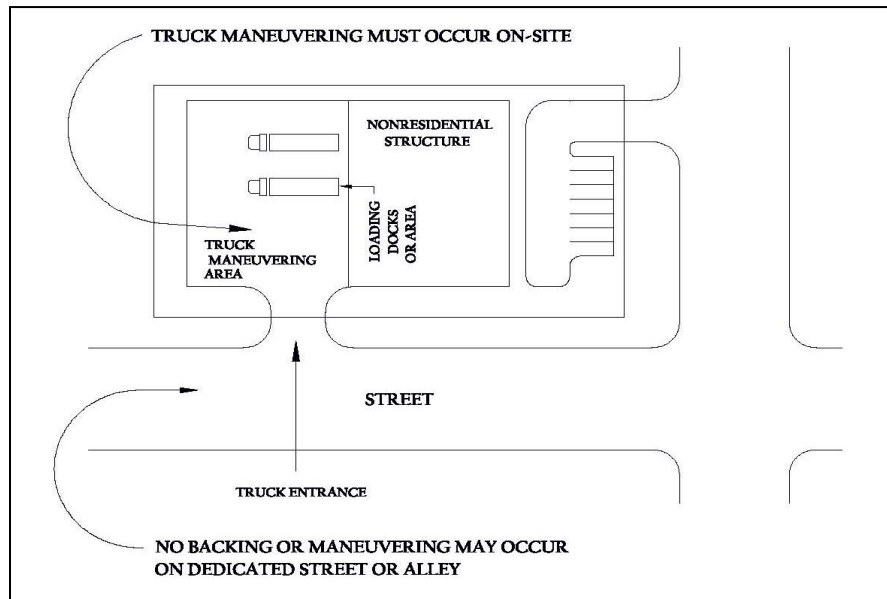 TRUCK MANEUVERING MUST OCCUR ON-SITE
NONRESIDENTIAL
STRUCTURE
LOADING
DOCKS
OR AREA
TRUCK
MANEUVERING
AREA
STREET
TRUCK ENTRANCE
NO BACKING OR MANEUVERING MAY OCCUR
ON DEDICATED STREET OR ALLEY